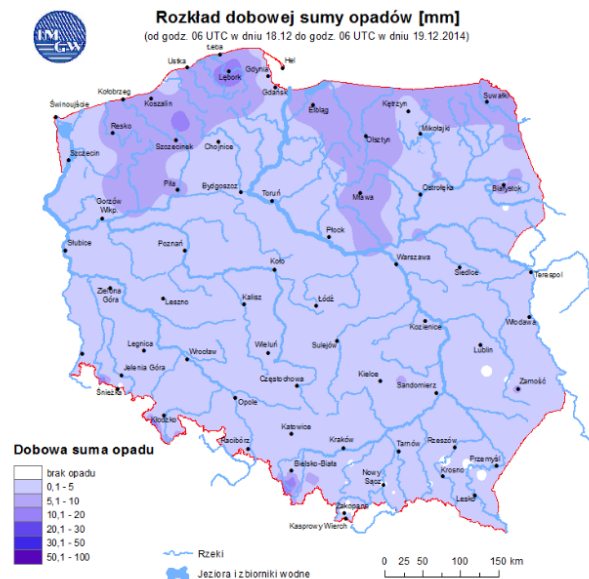 Rozkład dobowej sumy opadów [mm]
(od godz. 06 UTC w dniu 18.12 do godz. 06 UTC w dniu 19.12.2014)
IM
GW
Łeba
Hel
Ustka
Gdynia
Lębork
Gdańsk
Kołobrzeg
Koszalin
Suwałki
Świnoujście
Elbląg
Kętrzyn
Resko
Szczecinek
Chojnice
Olsztyn
Mikołajki
Szczecin
Piła
Bydgoszcz
Toruń
Mława
Ostrołęka
Białystok
Gorzów
Wlkp.
Płock
Słubice
Poznań
Koło
Warszawa
Siedlce
Terespol
Zielona
Góra
Leszno
Kalisz
Łódź
Kozienice
Włodawa
Legnica
Wrocław
Wieluń
Sulejów
Lublin
Jelenia Góra
Kielce
Śnieżka
Częstochowa
Sandomierz
Zamość
Opole
Kłodzko
Katowice
Racibórz
Kraków
Tarnów
Rzeszów
Bielsko-Biała
Nowy
Sącz
Krosno
Przemyśl
Lesko
Zakopane
Kasprowy Wierch
Dobowa suma opadu
brak opadu
0,1 - 5
5,1 - 10
10,1 - 20
20,1 - 30
30,1 - 50
50,1 - 100
Rzeki
Jeziora i zbiorniki wodne
0 25 50 100 150 km